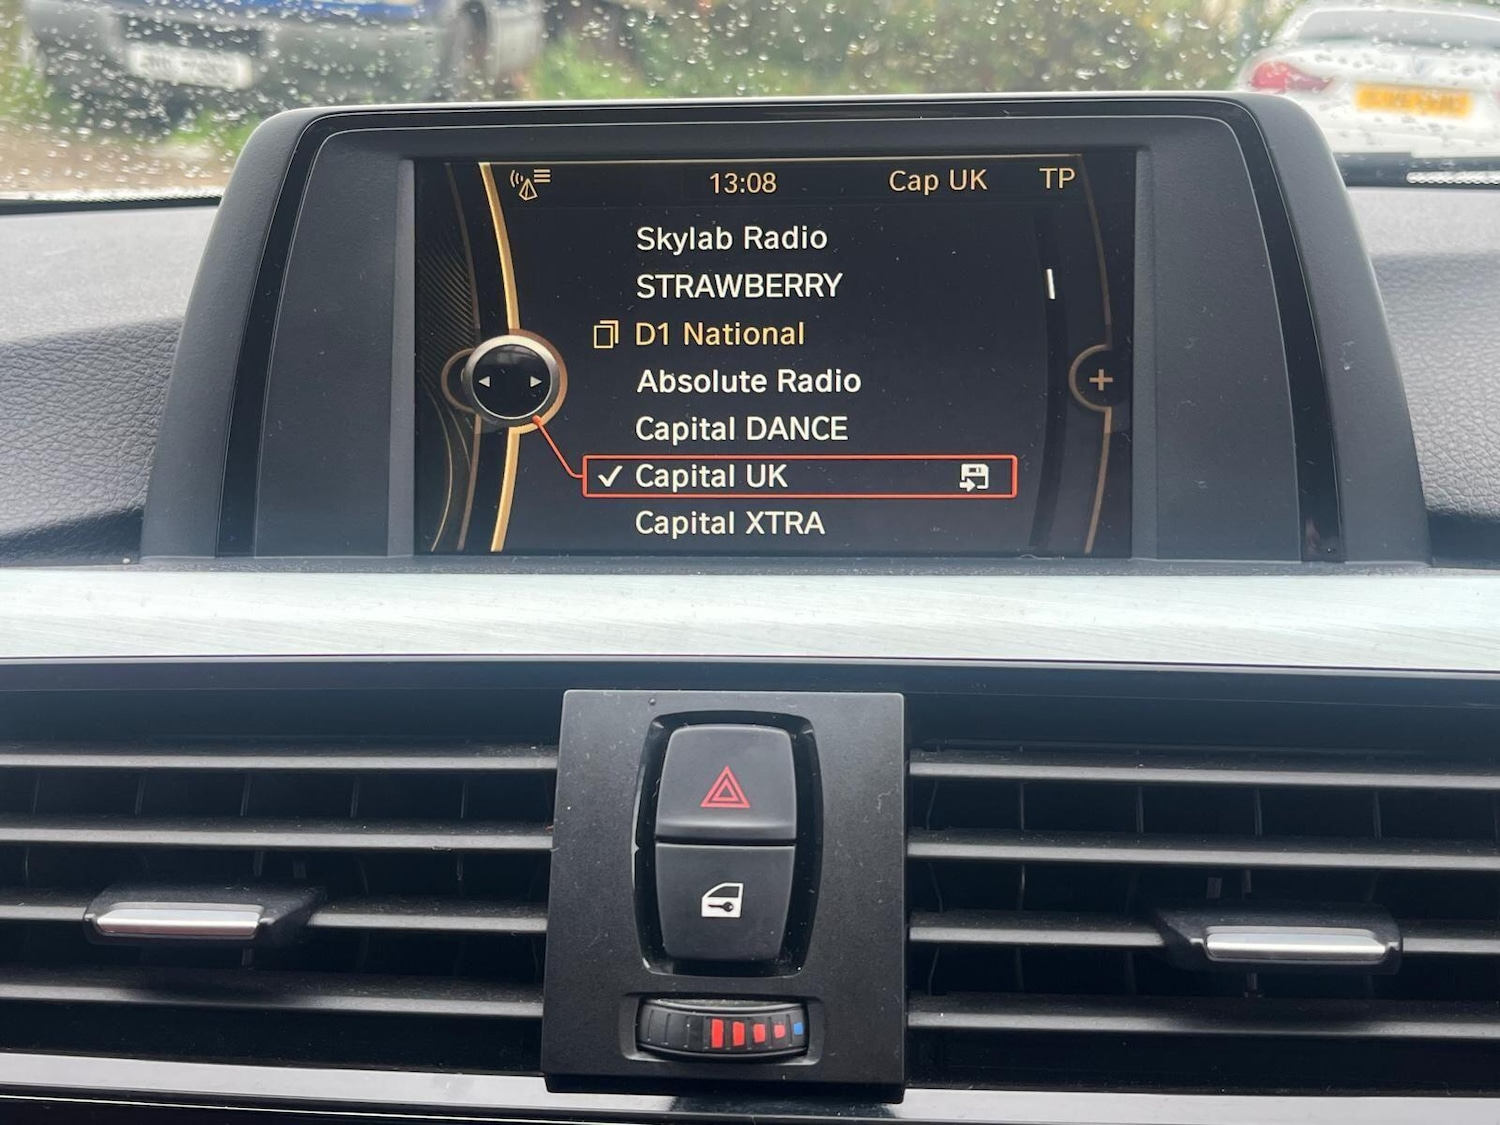 13:08 Cap UK TP
Skylab Radio
STRAWBERRY
D1 National
Absolute Radio
Capital DANCE
Capital UK
Capital XTRA